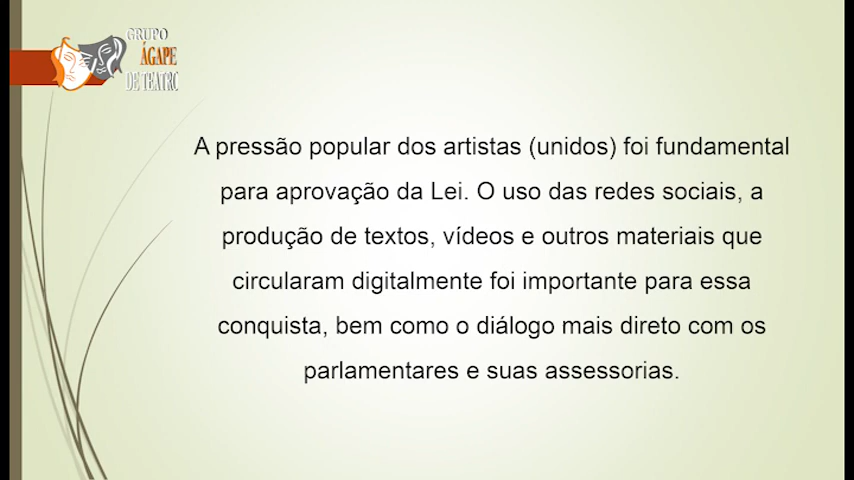 GRUPO
ÁGAPE
DE TEATRO
A pressão popular dos artistas (unidos) foi fundamental
para aprovação da Lei. O uso das redes sociais, a
produção de textos, vídeos e outros materiais que
circularam digitalmente foi importante para essa
conquista, bem como o diálogo mais direto com os
parlamentares e suas assessorias.